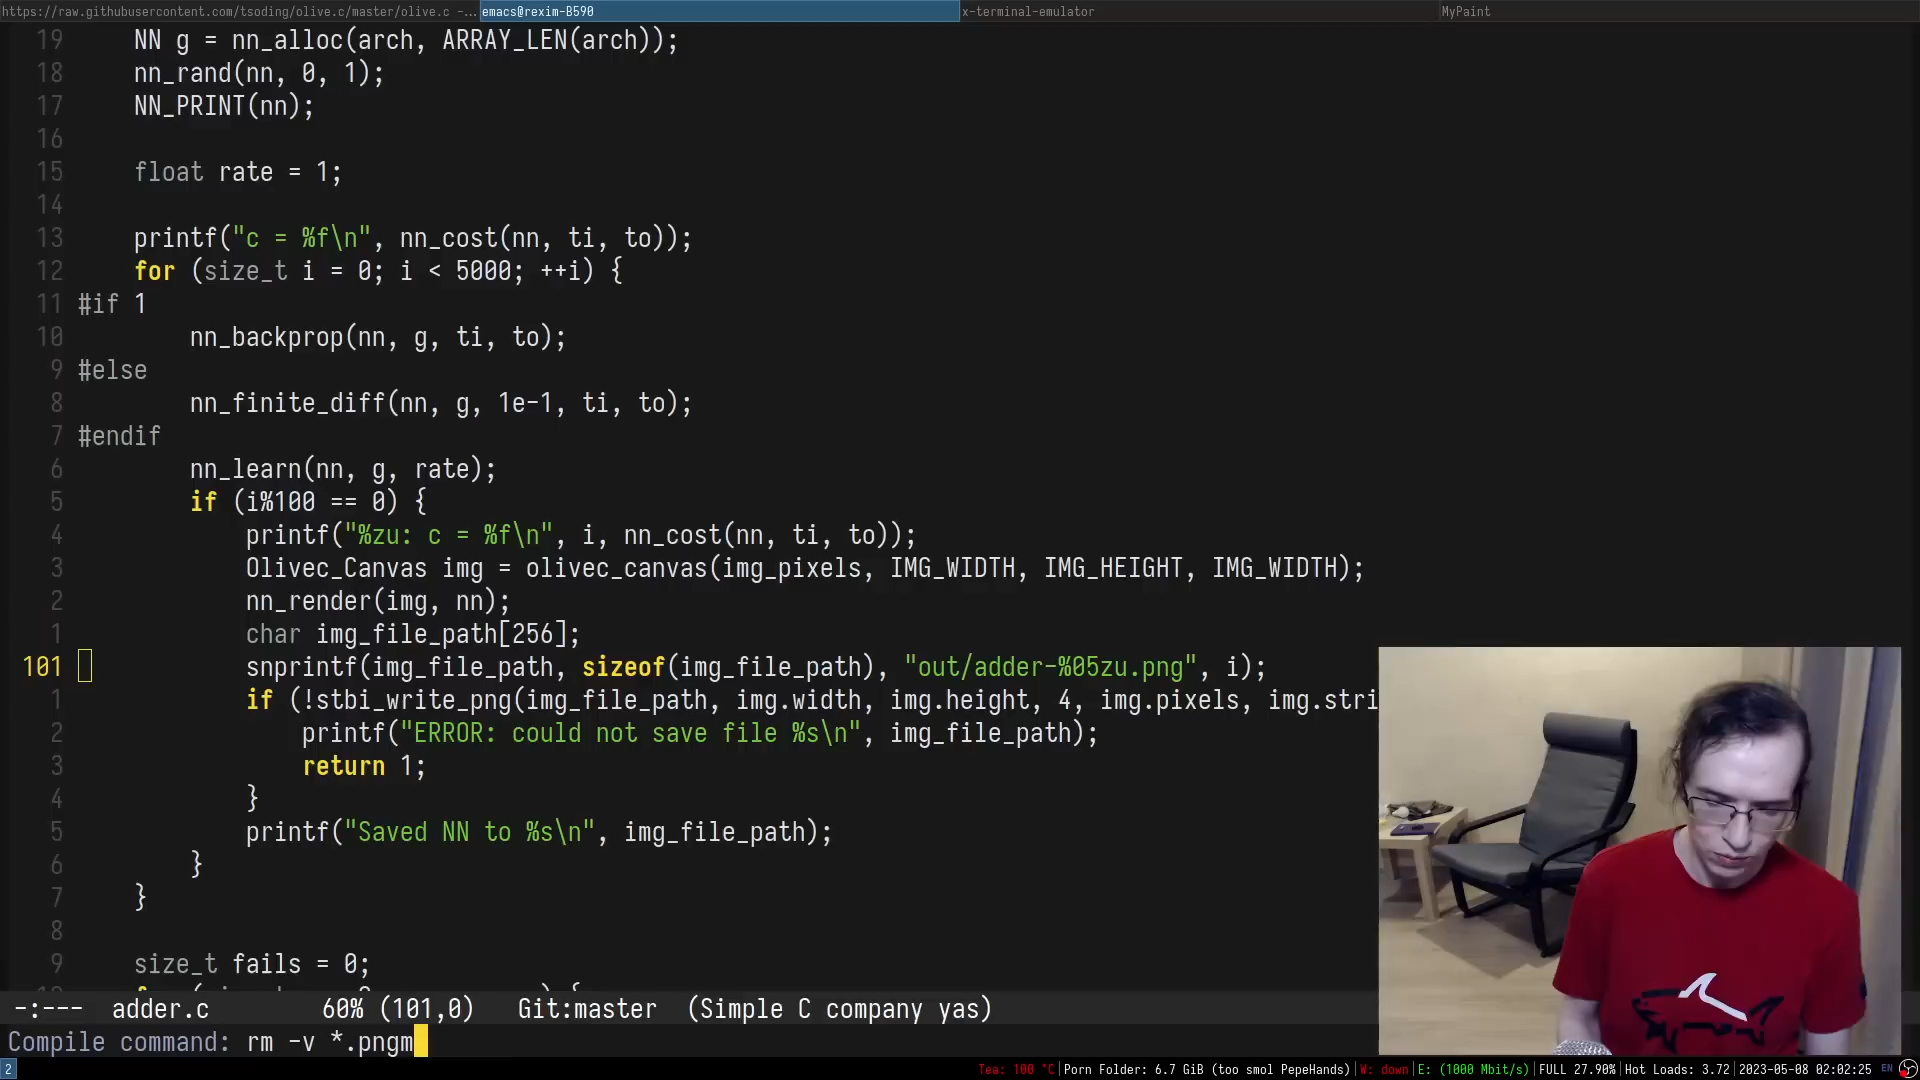 https://raw.githubusercontent.com/tsoding/olive.c/master/olive.c -... emacs@rexim-B590 x-terminal-emulator MyPaint
19 NN g = nn_alloc(arch, ARRAY_LEN(arch));
18 nn_rand(nn, 0, 1);
17 NN_PRINT(nn);
16
15 float rate = 1;
14
13 printf("c = %f\n", nn_cost(nn, ti, to));
12 for (size_t i = 0; i < 5000; ++i) {
11 #if 1
10 nn_backprop(nn, g, ti, to);
9 #else
8 nn_finite_diff(nn, g, 1e-1, ti, to);
7 #endif
6 nn_learn(nn, g, rate);
5 if (i%100 == 0) {
4 printf("%zu: c = %f\n", i, nn_cost(nn, ti, to));
3 Olivec_Canvas img = olivec_canvas(img_pixels, IMG_WIDTH, IMG_HEIGHT, IMG_WIDTH);
2 nn_render(img, nn);
1 char img_file_path[256];
101 snprintf(img_file_path, sizeof(img_file_path), "out/adder-%05zu.png", i);
1 if (!stbi_write_png(img_file_path, img.width, img.height, 4, img.pixels, img.stri
2 printf("ERROR: could not save file %s\n", img_file_path);
3 return 1;
4 }
5 printf("Saved NN to %s\n", img_file_path);
6 }
7 }
8
9 size_t fails = 0;
-:--- adder.c 60% (101,0) Git:master (Simple C company yas)
Compile command: rm -v *.pngm
2 Tea: 100 °C|Porn Folder: 6.7 GiB (too smol PepeHands)|W: down|E: (1000 Mbit/s)|FULL 27.90%|Hot Loads: 3.72|2023-05-08 02:02:25 EN